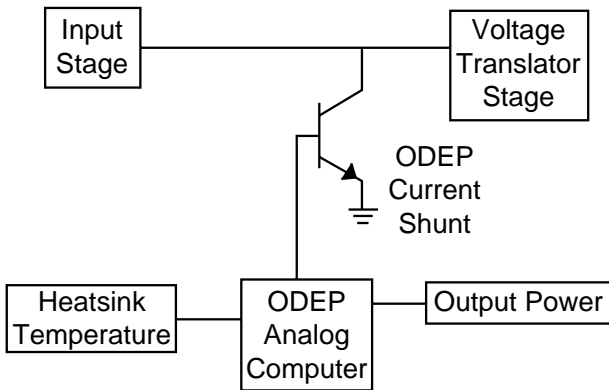 Input
Stage
Voltage
Translator
Stage
ODEP
Current
Shunt
Heatsink
Temperature
ODEP
Analog
Computer
Output Power